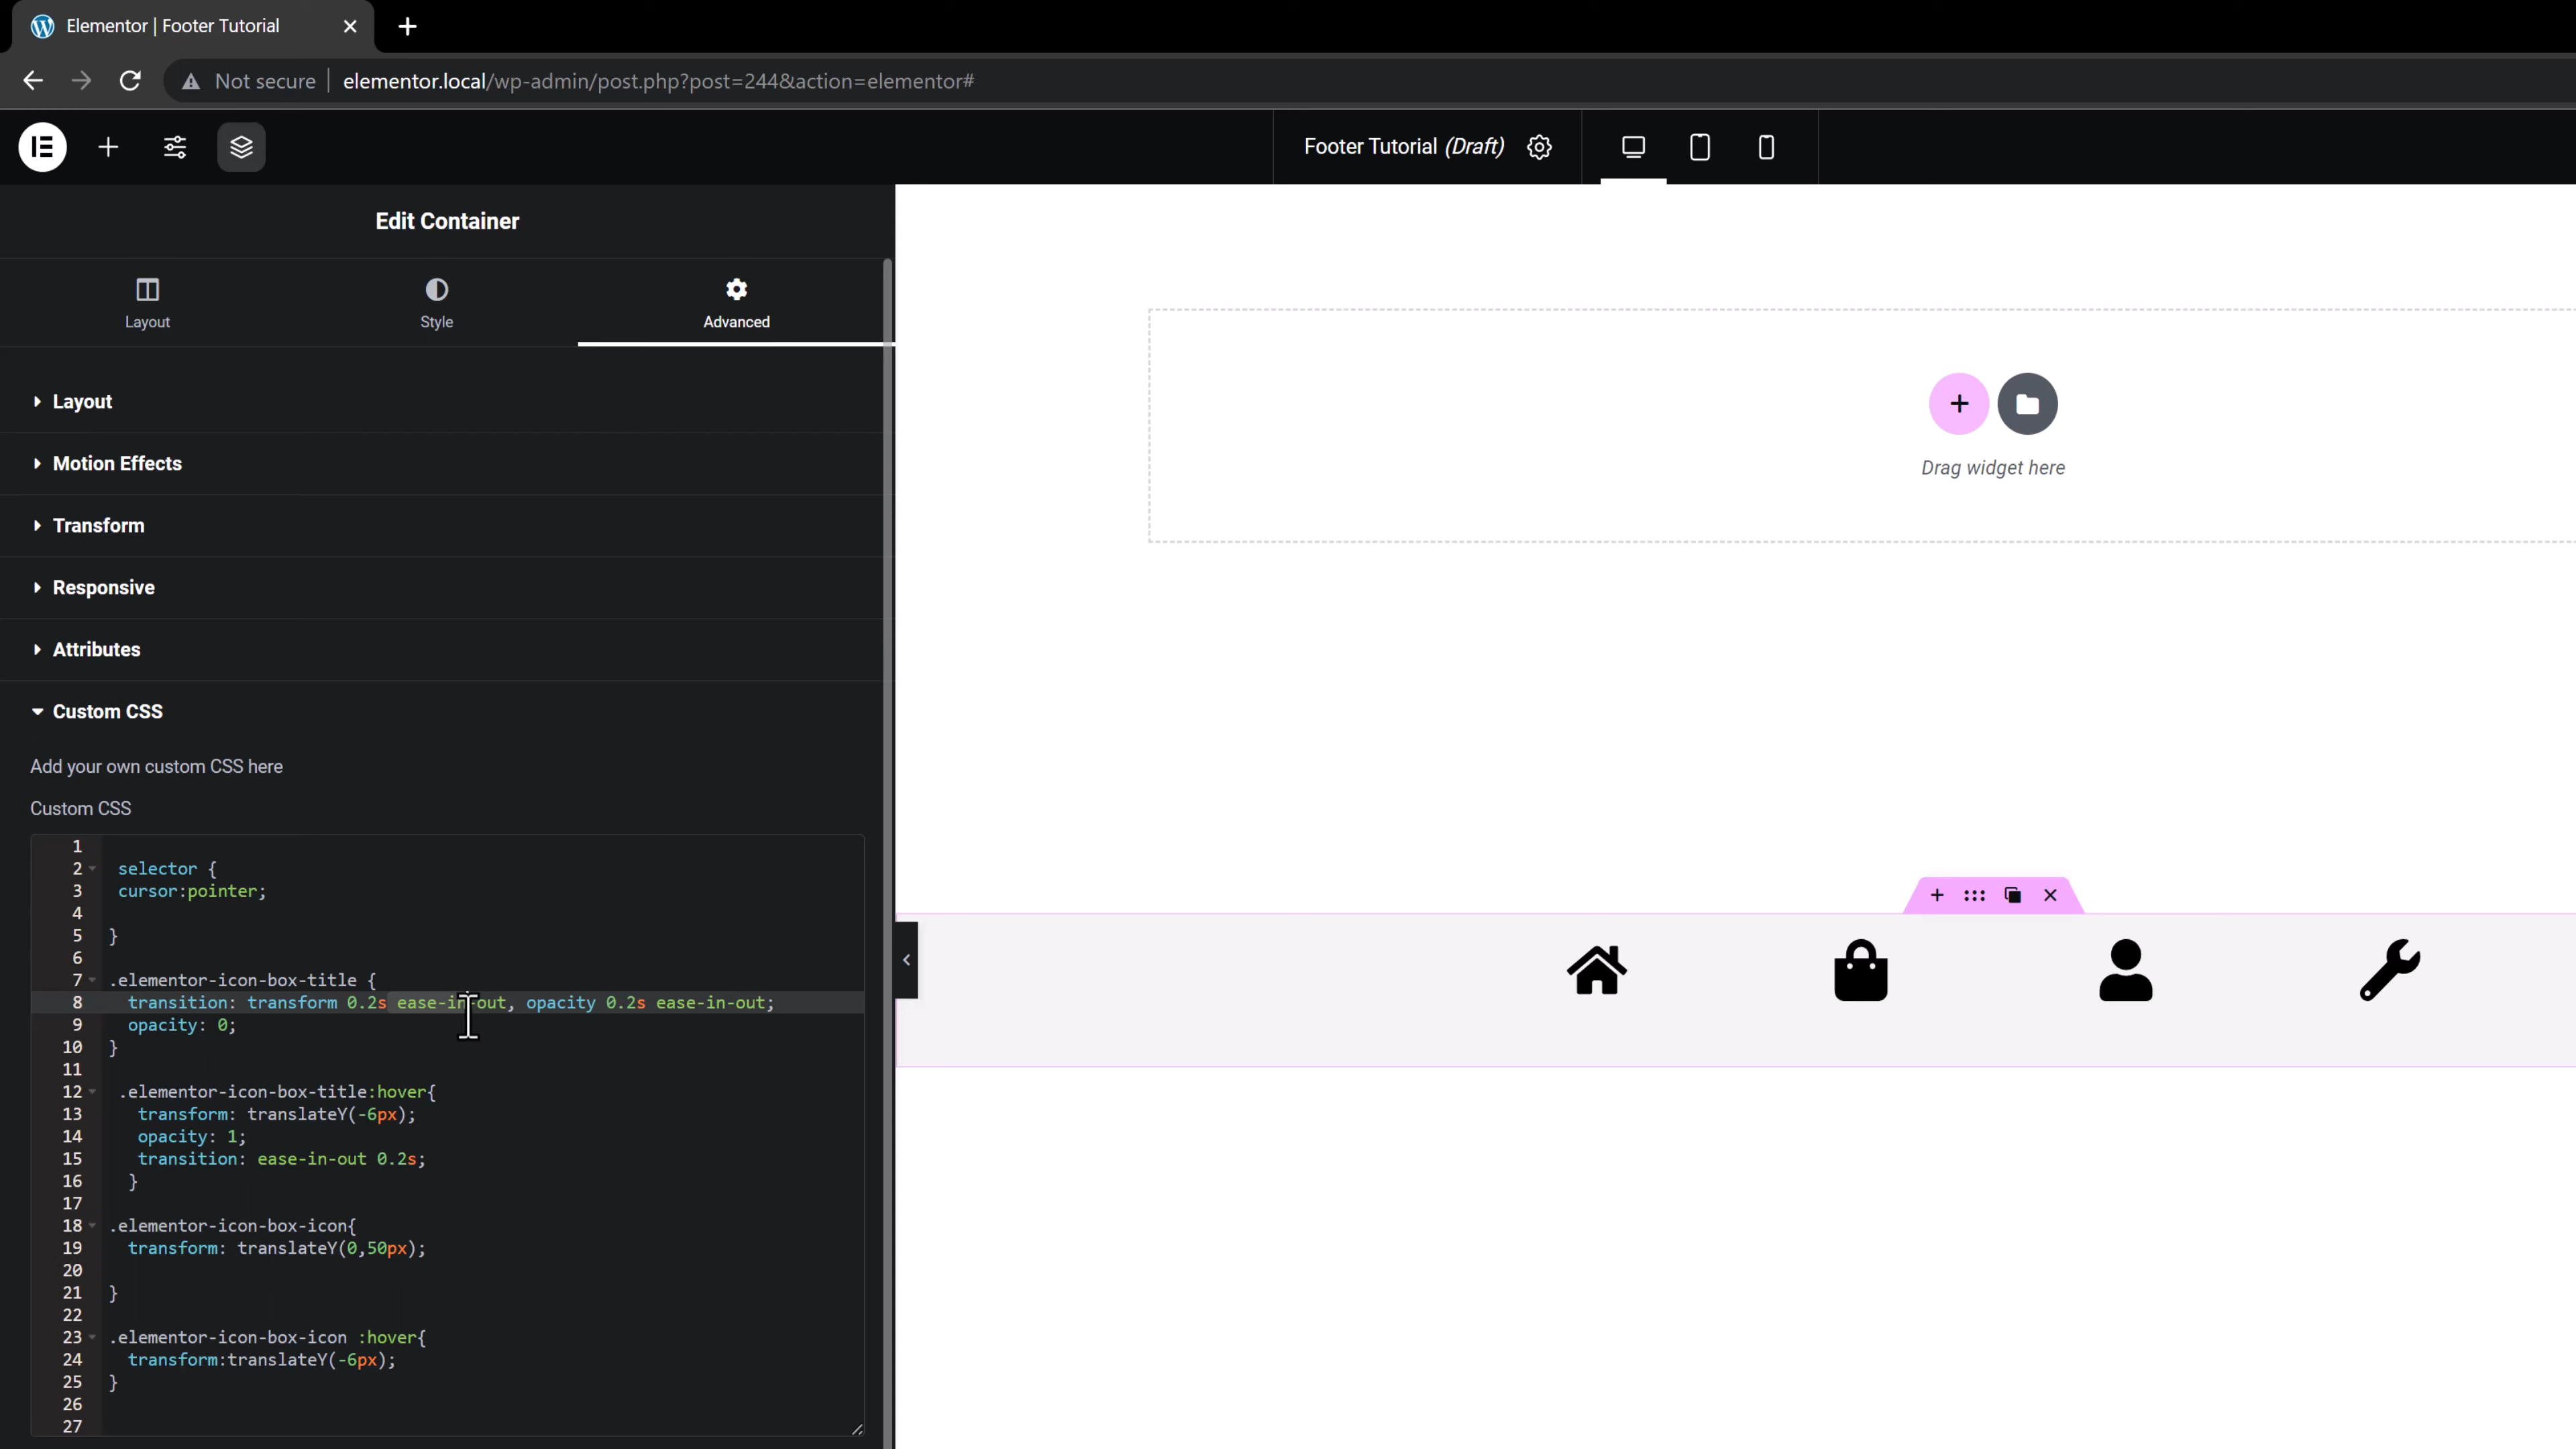 Elementor | Footer Tutorial
Not secure
elementor.local/wp-admin/post.php?post=244&action=elementor#
Footer Tutorial (Draft)
Edit Container
Layout
Style
Advanced
Layout
Motion Effects
Transform
Responsive
Attributes
Custom CSS
Add your own custom CSS here
Custom CSS
1
2 selector {
3 cursor:pointer;
4
5 }
6
7 .elementor-icon-box-title {
8 transition: transform 0.2s ease-in-out, opacity 0.2s ease-in-out;
9 opacity: 0;
10 }
11
12 .elementor-icon-box-title:hover{
13 transform: translateY(-6px);
14 opacity: 1;
15 transition: ease-in-out 0.2s;
16 }
17
18 .elementor-icon-box-icon{
19 transform: translateY(0,50px);
20
21 }
22
23 .elementor-icon-box-icon :hover{
24 transform:translateY(-6px);
25 }
26
27
Drag widget here